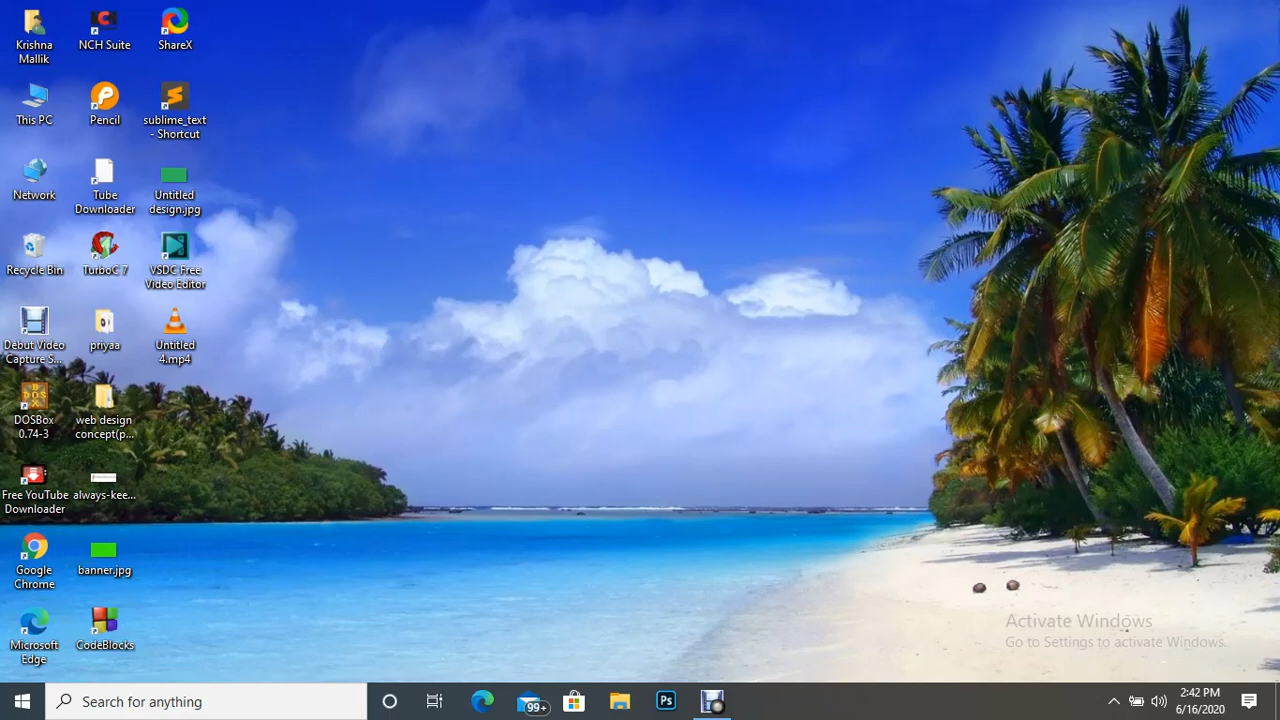 Krishna
Mallik
NCH Suite
ShareX
This PC
Pencil
sublime_text
- Shortcut
Network
Tube
Downloader
Untitled
design.jpg
Recycle Bin
TurboC 7
VSDC Free
Video Editor
Debut Video
Capture S...
priyaa
Untitled
4.mp4
DOSBox
0.74-3
web design
concept(p...
Free YouTube
Downloader
always-kee...
Google
Chrome
banner.jpg
Microsoft
Edge
CodeBlocks
Activate Windows
Go to Settings to activate Windows.
Search for anything
99+
Ps
2:42 PM
6/16/2020